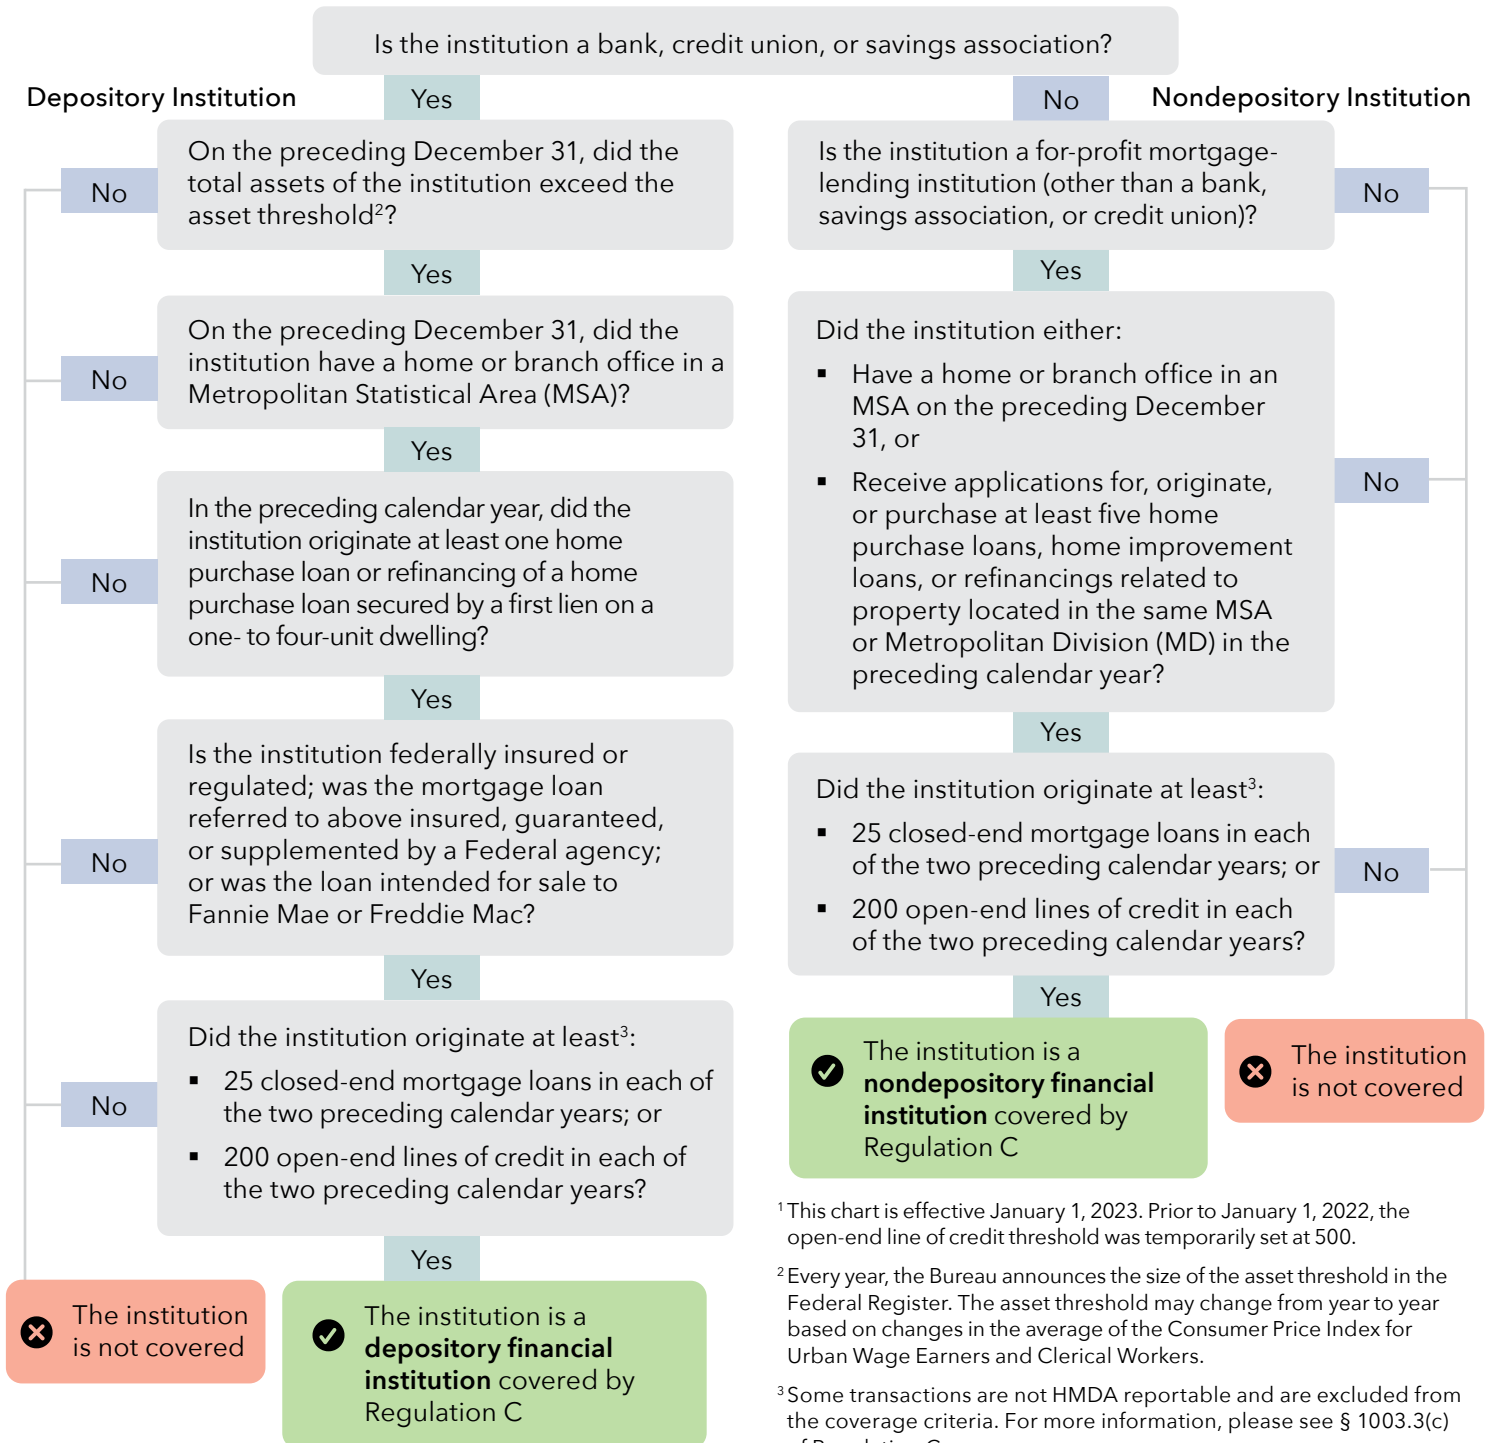 Is the institution a bank, credit union, or savings association?
Depository Institution
Yes
No
Nondepository Institution
On the preceding December 31, did the
total assets of the institution exceed the
asset threshold²?
No
Yes
On the preceding December 31, did the
institution have a home or branch office in a
Metropolitan Statistical Area (MSA)?
No
Yes
In the preceding calendar year, did the
institution originate at least one home
purchase loan or refinancing of a home
purchase loan secured by a first lien on a
one- to four-unit dwelling?
No
Yes
Is the institution federally insured or
regulated; was the mortgage loan
referred to above insured, guaranteed,
or supplemented by a Federal agency;
or was the loan intended for sale to
Fannie Mae or Freddie Mac?
No
Yes
Did the institution originate at least³:
▪ 25 closed-end mortgage loans in each of
the two preceding calendar years; or
▪ 200 open-end lines of credit in each of
the two preceding calendar years?
No
Yes
The institution
is not covered
The institution is a
depository financial
institution covered by
Regulation C
Is the institution a for-profit mortgage-
lending institution (other than a bank,
savings association, or credit union)?
No
Yes
Did the institution either:
▪ Have a home or branch office in an
MSA on the preceding December
31, or
▪ Receive applications for, originate,
or purchase at least five home
purchase loans, home improvement
loans, or refinancings related to
property located in the same MSA
or Metropolitan Division (MD) in the
preceding calendar year?
No
Yes
Did the institution originate at least³:
▪ 25 closed-end mortgage loans in each
of the two preceding calendar years; or
▪ 200 open-end lines of credit in each
of the two preceding calendar years?
No
Yes
The institution is a
nondepository financial
institution covered by
Regulation C
The institution
is not covered
¹ This chart is effective January 1, 2023. Prior to January 1, 2022, the
open-end line of credit threshold was temporarily set at 500.
² Every year, the Bureau announces the size of the asset threshold in the
Federal Register. The asset threshold may change from year to year
based on changes in the average of the Consumer Price Index for
Urban Wage Earners and Clerical Workers.
³ Some transactions are not HMDA reportable and are excluded from
the coverage criteria. For more information, please see § 1003.3(c)